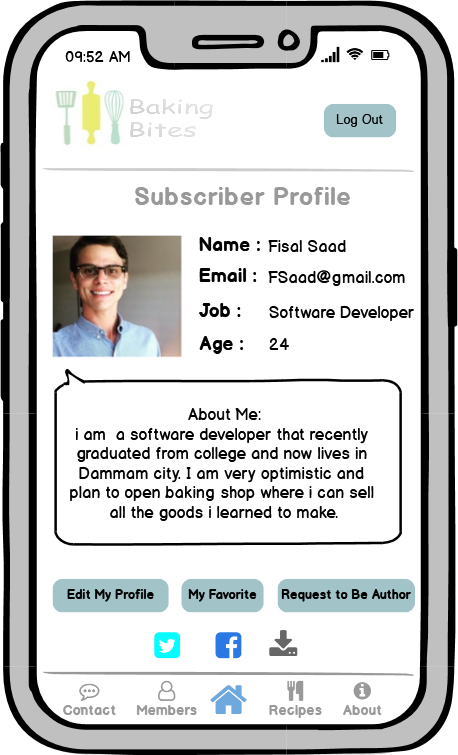 09:52 AM
Baking
Bites
Log Out
Subscriber Profile
Name : Fisal Saad
Email : FSaad@gmail.com
Job : Software Developer
Age : 24
About Me:
i am a software developer that recently
graduated from college and now lives in
Dammam city. I am very optimistic and
plan to open baking shop where i can sell
all the goods i learned to make.
Edit My Profile My Favorite Request to Be Author
Contact Members Recipes About